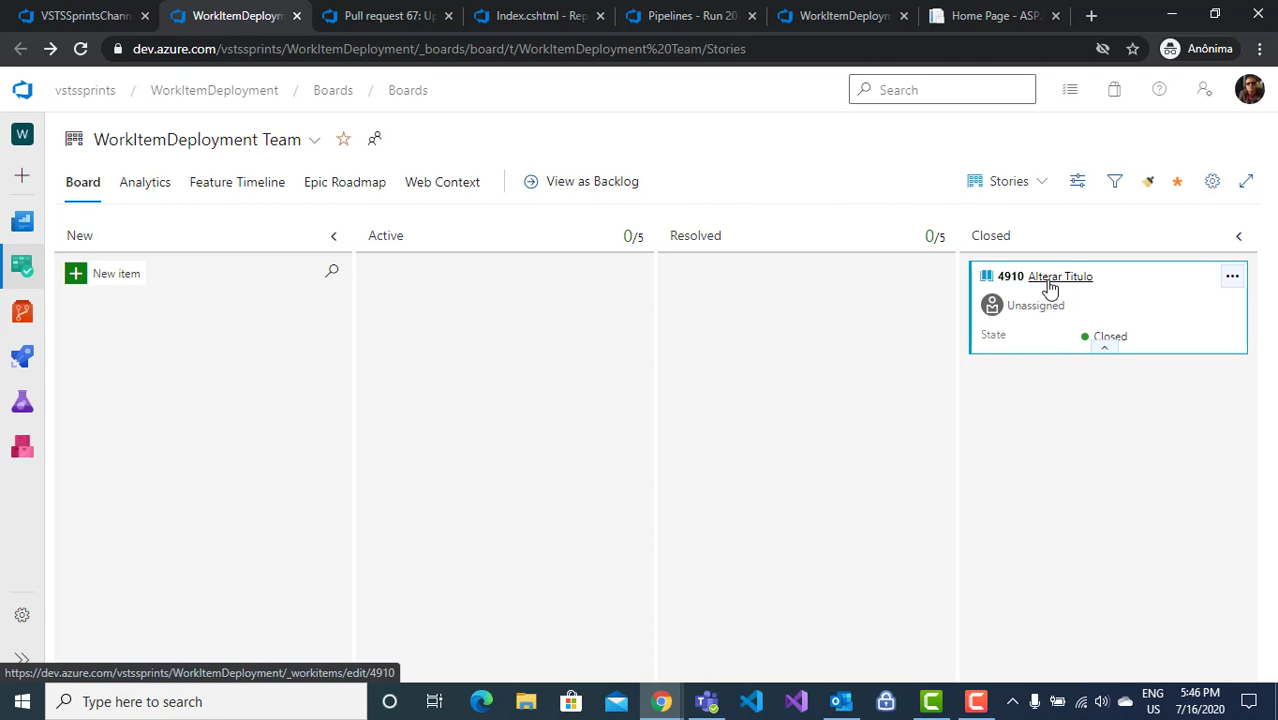 VSTSSprintsChann
WorkItemDeploym
Pull request 67: U
Index.cshtml - Rep
Pipelines - Run 20
WorkItemDeploym
Home Page - ASP.
dev.azure.com/vstssprints/WorkItemDeployment/_boards/board/t/WorkItemDeployment%20Team/Stories
Anônima
vstssprints / WorkItemDeployment / Boards / Boards
Search
W
WorkItemDeployment Team
Board Analytics Feature Timeline Epic Roadmap Web Context View as Backlog
Stories
New
Active 0/5
Resolved 0/5
Closed
New item
4910 Alterar Titulo
Unassigned
State Closed
https://dev.azure.com/vstssprints/WorkItemDeployment/_workitems/edit/4910
Type here to search
ENG
US
5:46 PM
7/16/2020